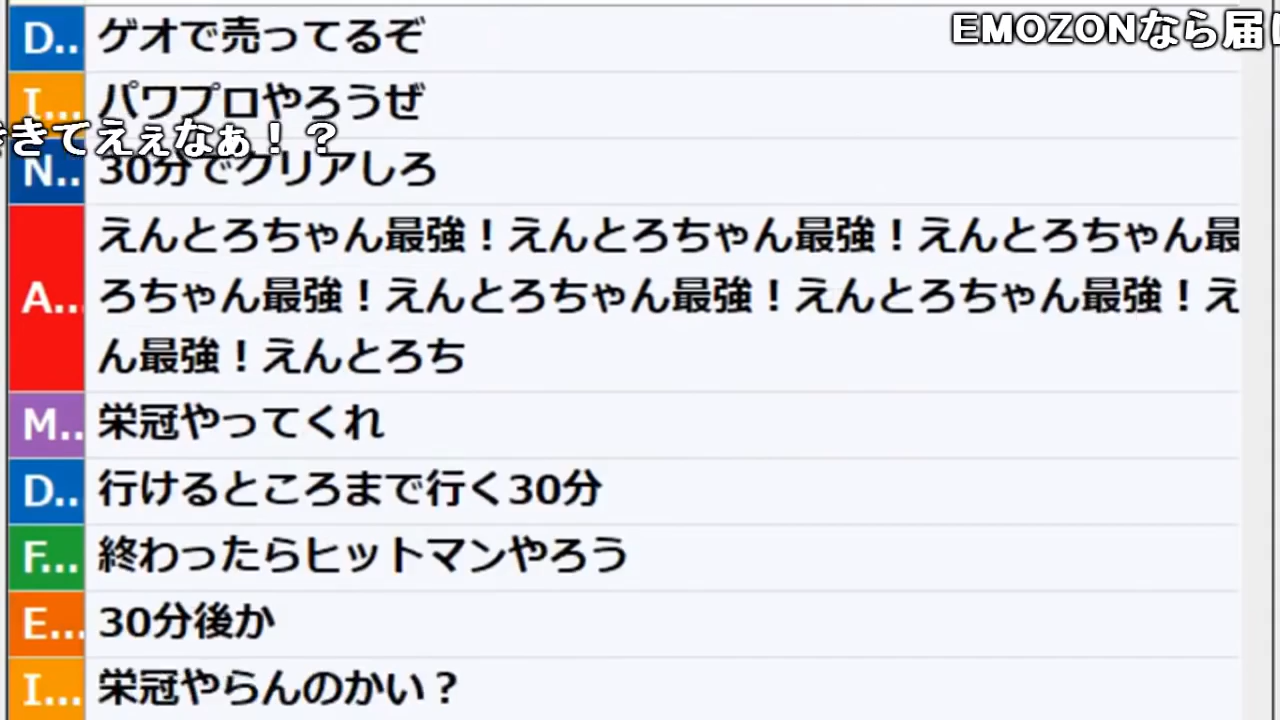 EMOZONなら届
D.. ゲオで売ってるぞ
I... パワプロやろうぜ
きてえぇなぁ！？
N.. 30分でクリアしろ
えんとろちゃん最強！えんとろちゃん最強！えんとろちゃん最
A... ろちゃん最強！えんとろちゃん最強！えんとろちゃん最強！え
ん最強！えんとろち
M.. 栄冠やってくれ
D.. 行けるところまで行く30分
F... 終わったらヒットマンやろう
E... 30分後か
I... 栄冠やらんのかい？